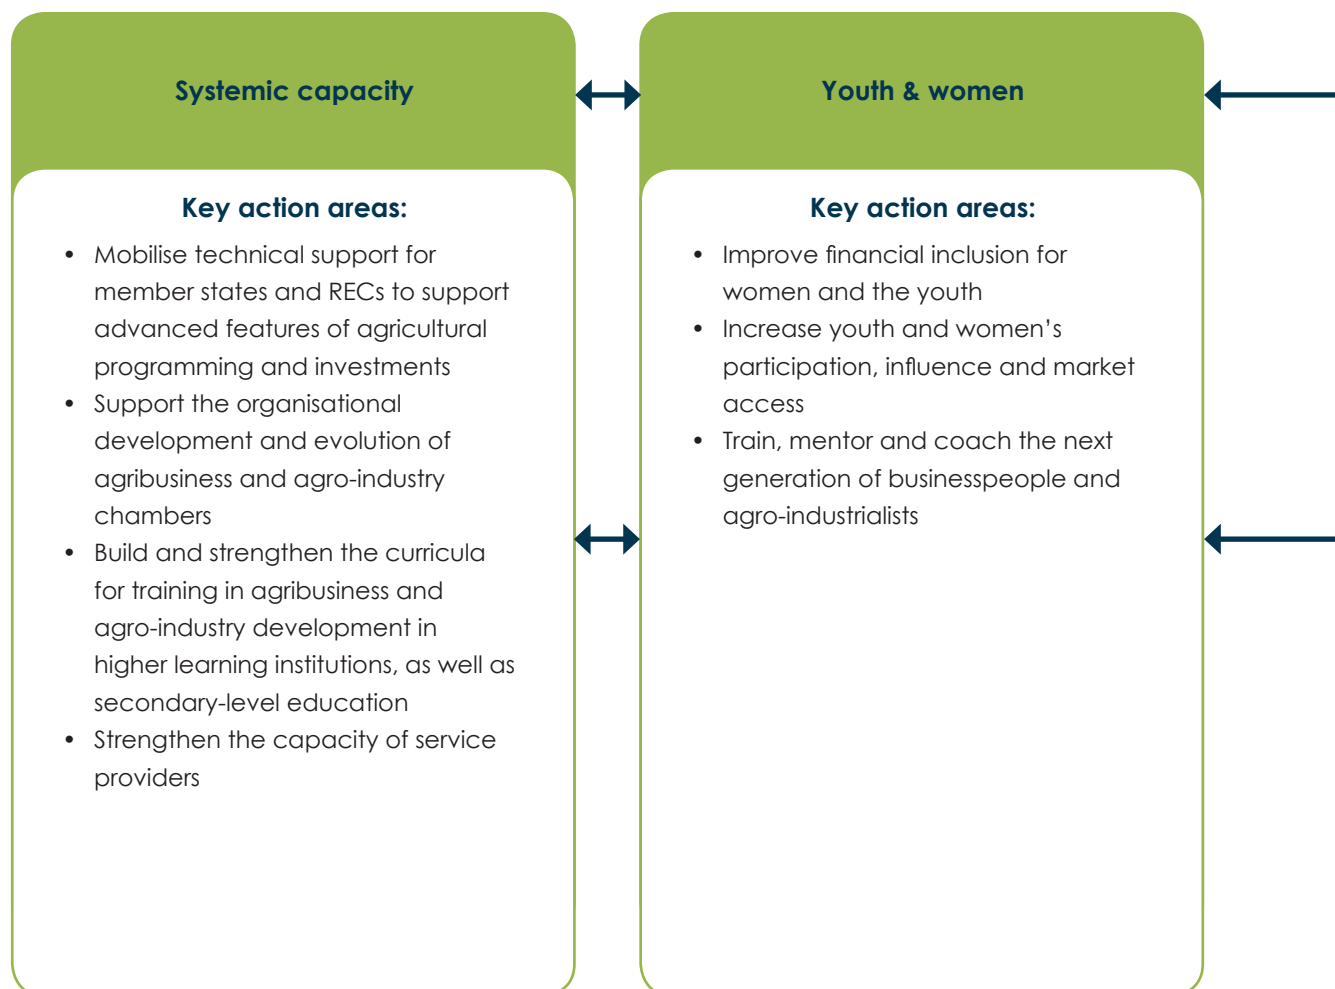 Systemic capacity
Key action areas:
• Mobilise technical support for
member states and RECs to support
advanced features of agricultural
programming and investments
• Support the organisational
development and evolution of
agribusiness and agro-industry
chambers
• Build and strengthen the curricula
for training in agribusiness and
agro-industry development in
higher learning institutions, as well as
secondary-level education
• Strengthen the capacity of service
providers
Youth & women
Key action areas:
• Improve financial inclusion for
women and the youth
• Increase youth and women’s
participation, influence and market
access
• Train, mentor and coach the next
generation of businesspeople and
agro-industrialists